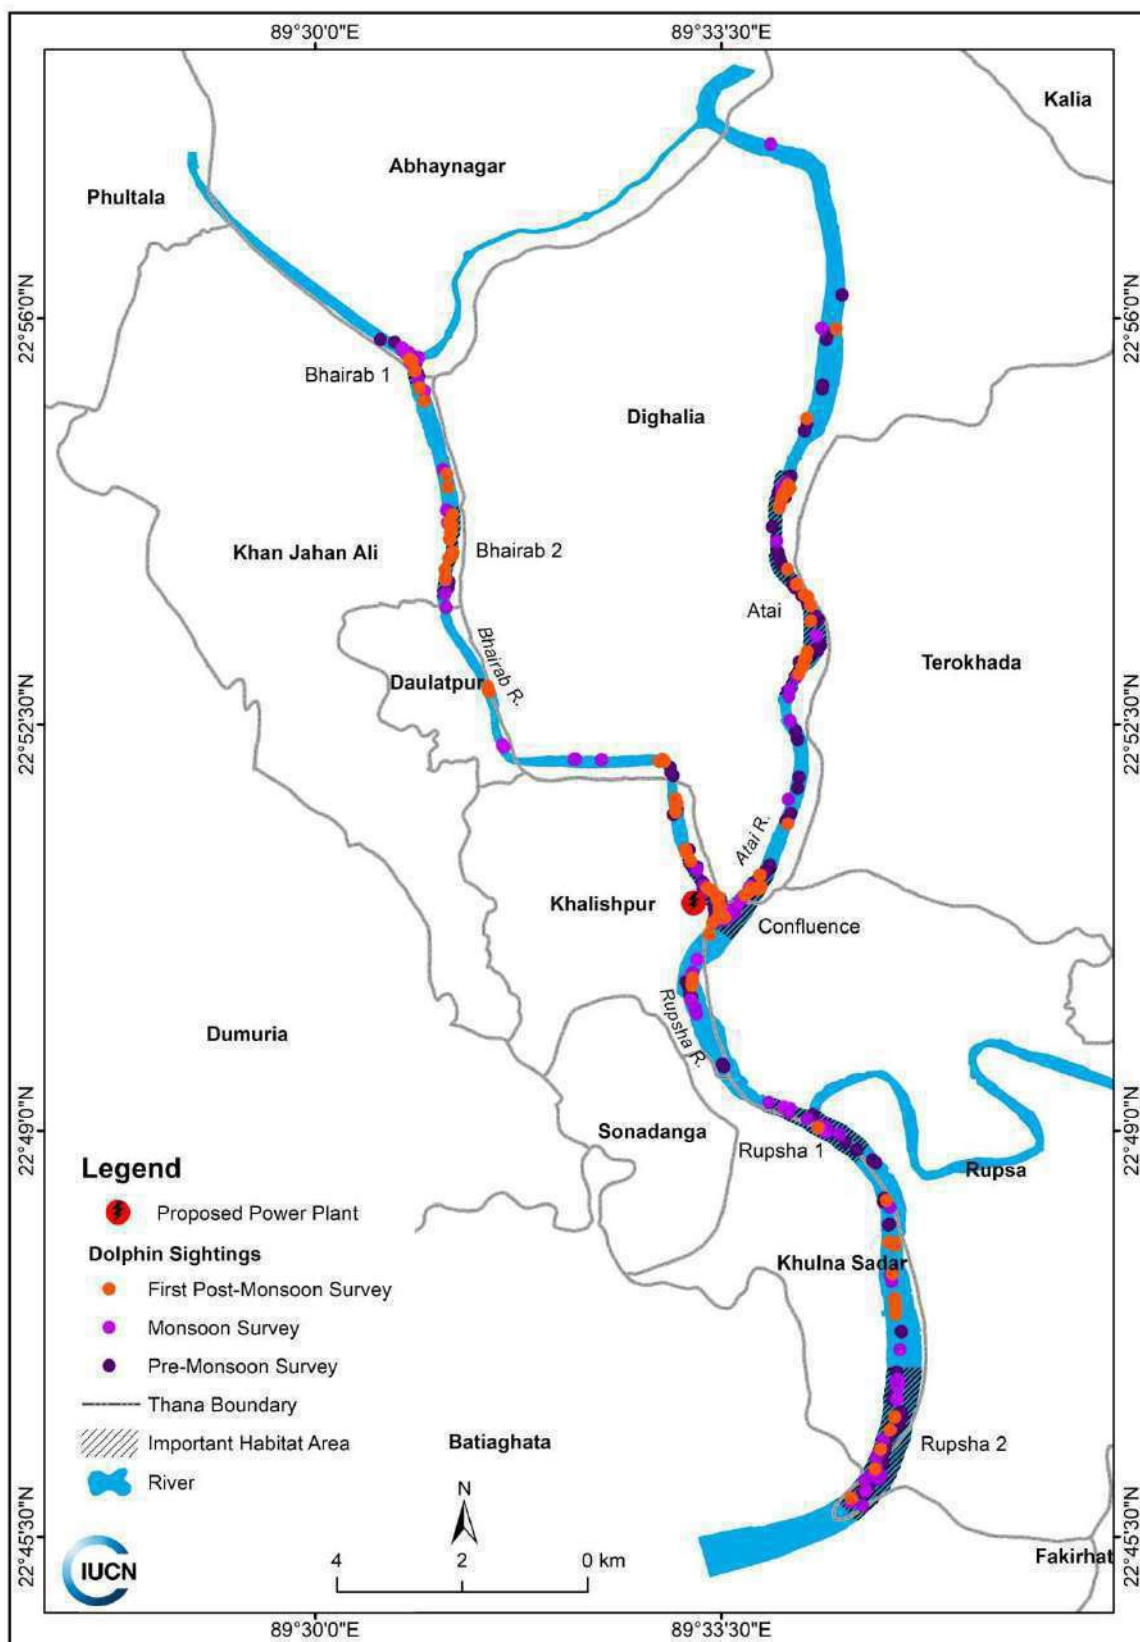 89°30'0"E
89°33'30"E
Kalia
Abhaynagar
Phultala
22°56'0"N
22°56'0"N
Bhairab 1
Dighalia
Khan Jahan Ali
Bhairab 2
Atai
Bhairab R.
Terokhada
Daulatpur
22°52'30"N
22°52'30"N
Atai R.
Khalishpur
Confluence
Rupsha R.
Dumuria
22°49'0"N
22°49'0"N
Sonadanga
Rupsha 1
Rupsa
Legend
Proposed Power Plant
Dolphin Sightings
Khulna Sadar
First Post-Monsoon Survey
Monsoon Survey
Pre-Monsoon Survey
Thana Boundary
Important Habitat Area
Batiaghata
Rupsha 2
River
N
22°45'30"N
22°45'30"N
Fakirhat
IUCN
4 2 0 km
89°30'0"E
89°33'30"E